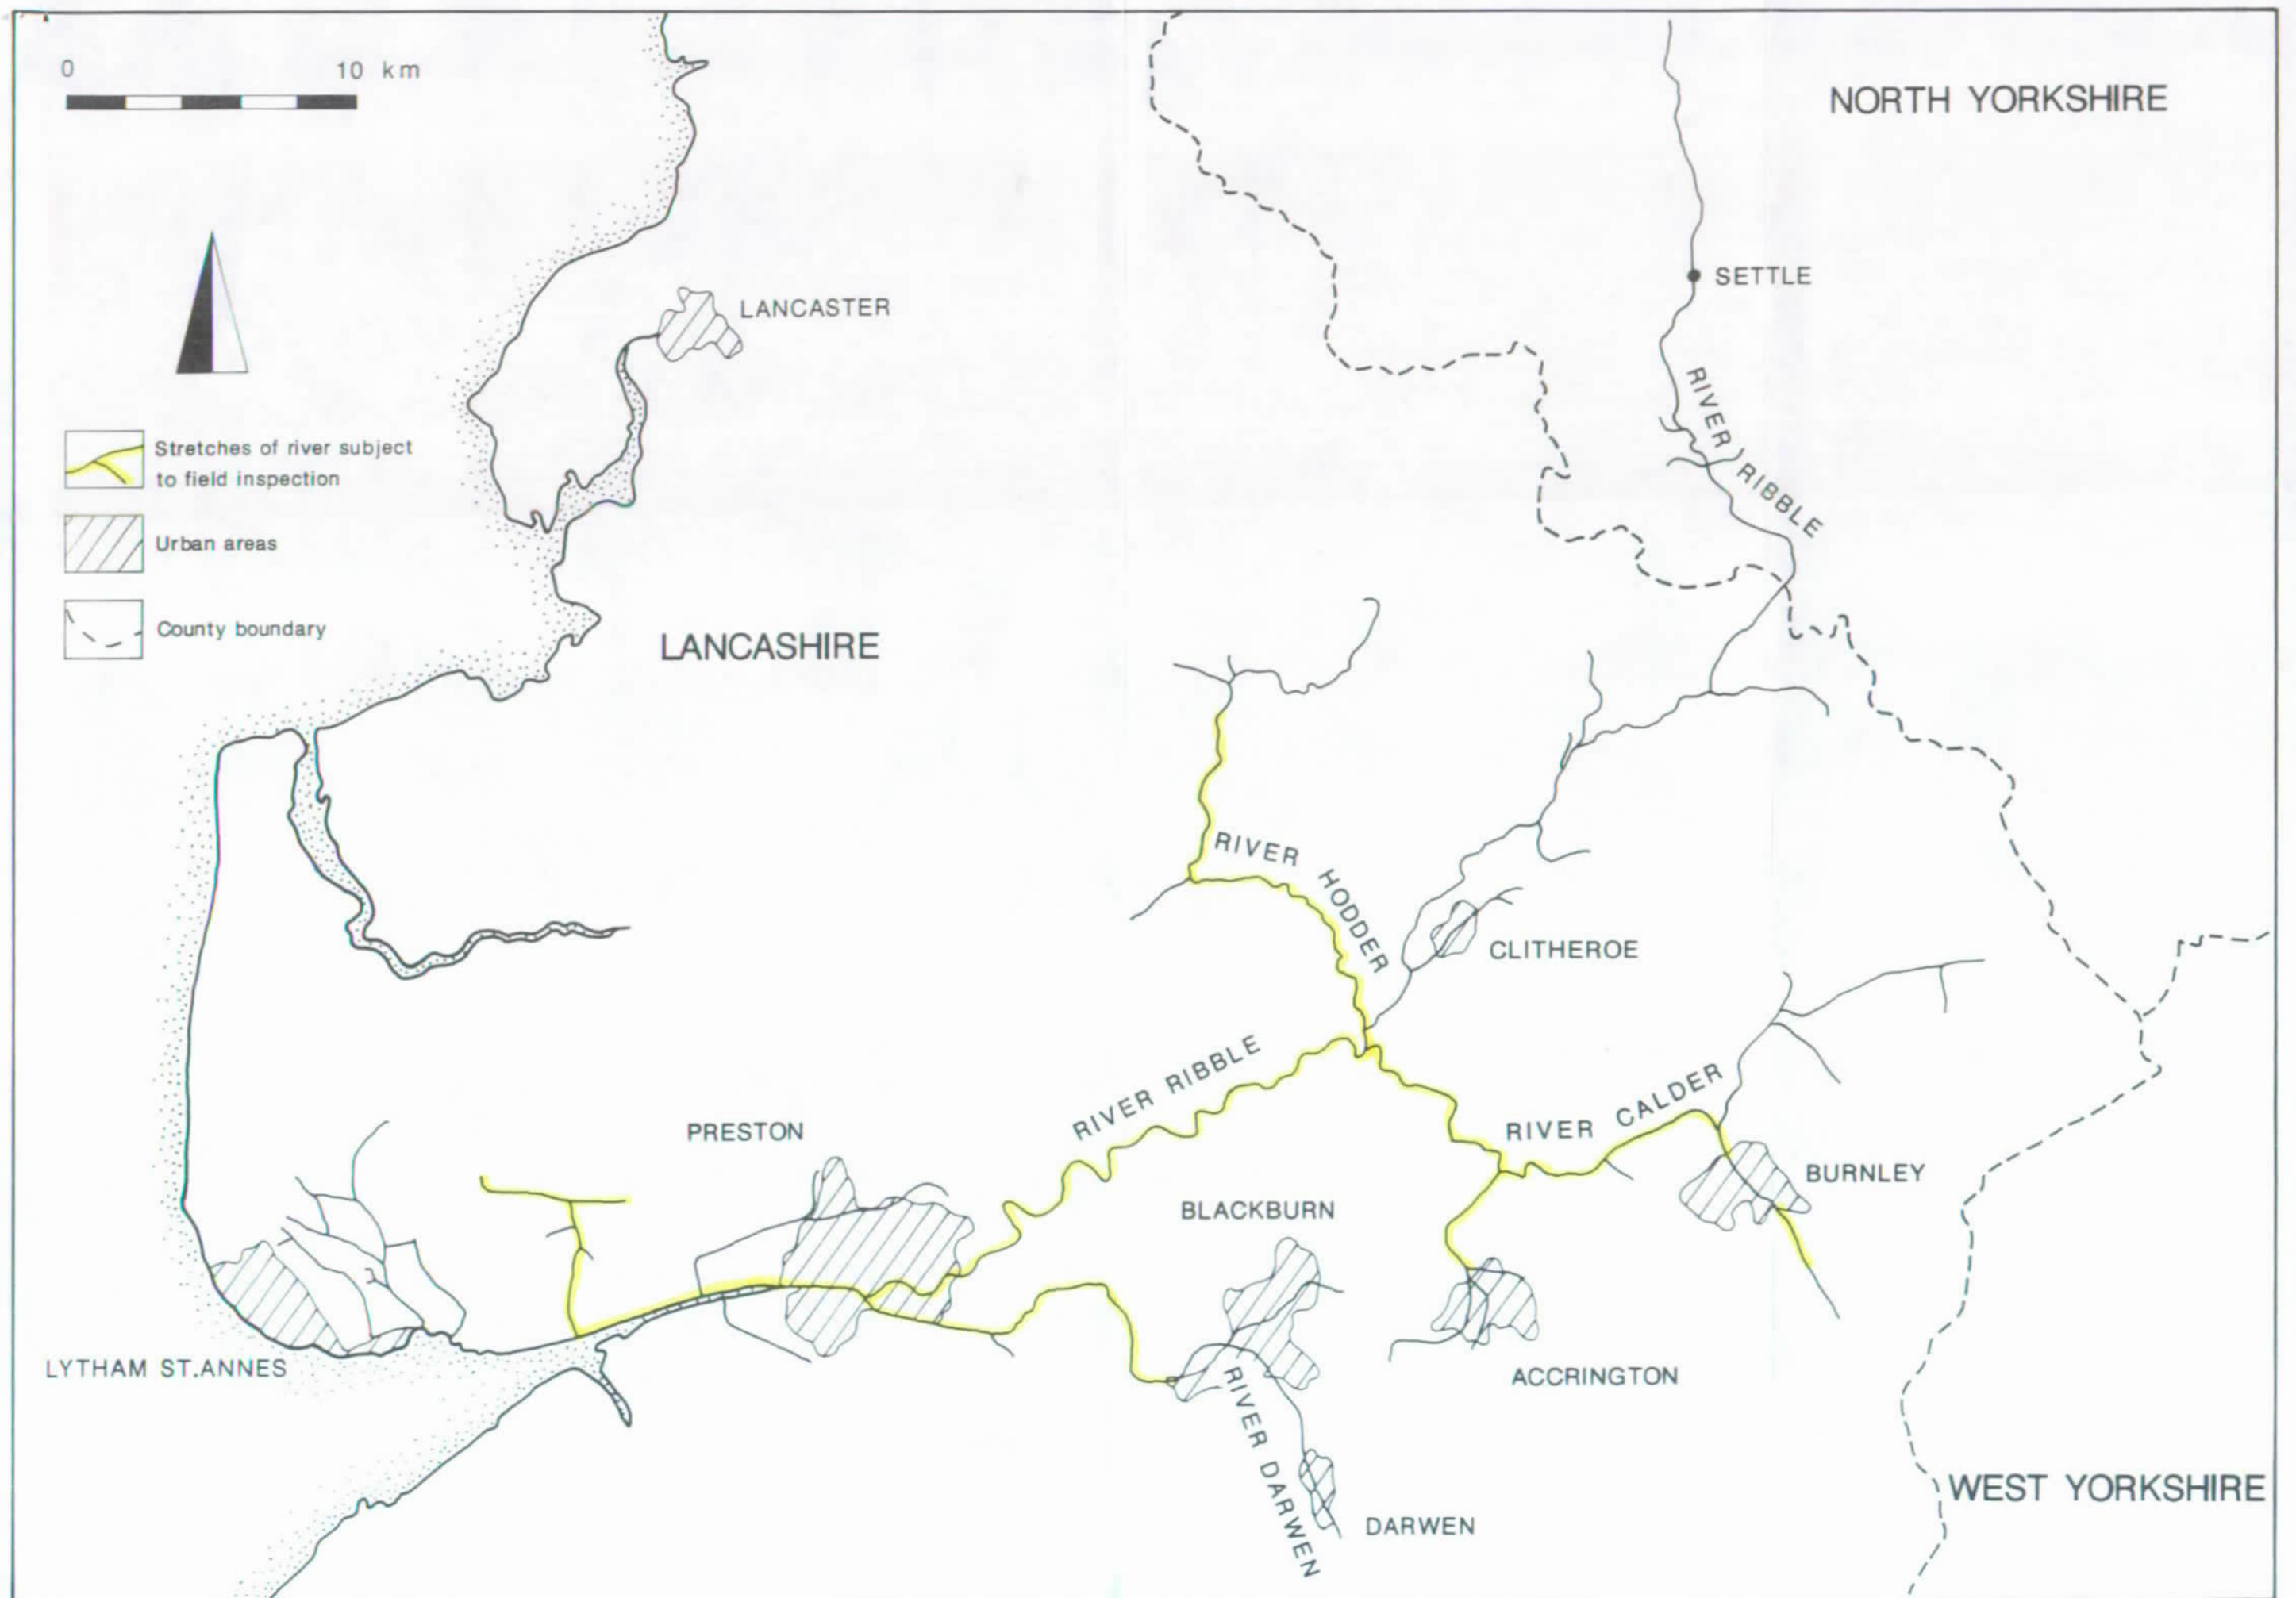 0 10 km
NORTH YORKSHIRE
SETTLE
LANCASTER
RIVER RIBBLE
Stretches of river subject
to field inspection
Urban areas
County boundary
LANCASHIRE
RIVER HODDER
CLITHEROE
RIVER RIBBLE
RIVER CALDER
PRESTON
BURNLEY
BLACKBURN
LYTHAM ST.ANNES
ACCRINGTON
RIVER DARWEN
WEST YORKSHIRE
DARWEN